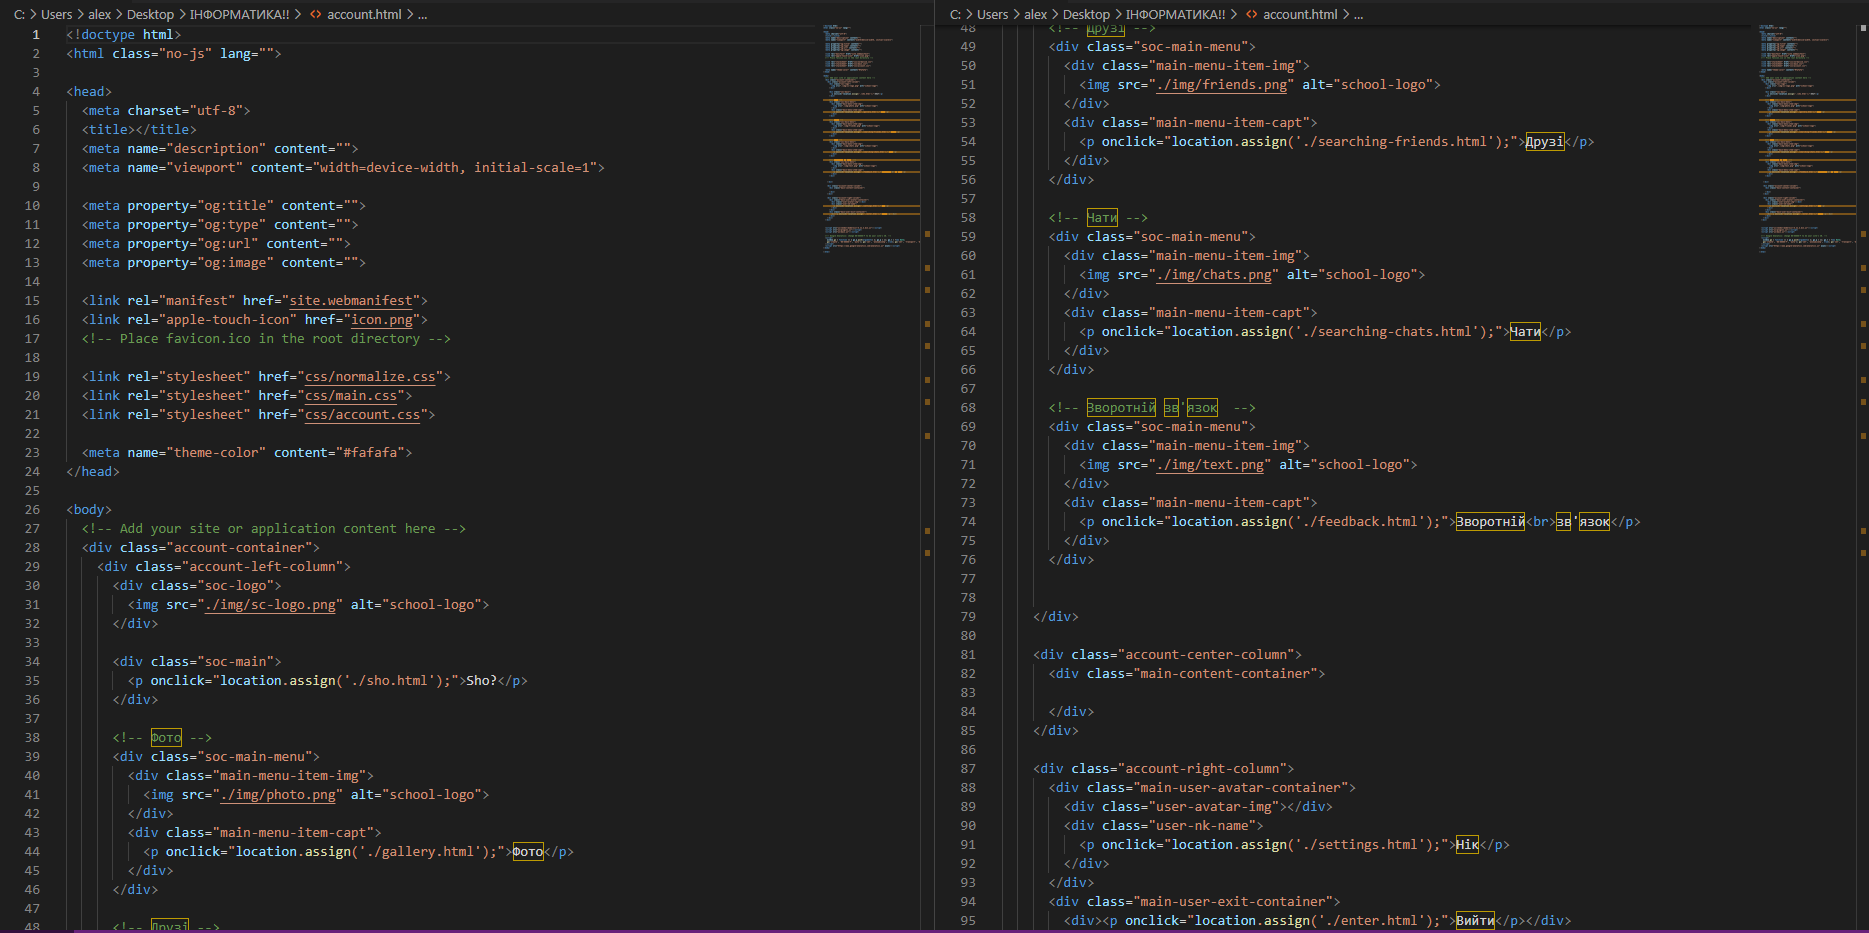 C: > Users > alex > Desktop > ІНФОРМАТИКА!! > <> account.html > ...
1 <!doctype html>
2 <html class="no-js" lang="">
3
4 <head>
5 <meta charset="utf-8">
6 <title></title>
7 <meta name="description" content="">
8 <meta name="viewport" content="width=device-width, initial-scale=1">
9
10 <meta property="og:title" content="">
11 <meta property="og:type" content="">
12 <meta property="og:url" content="">
13 <meta property="og:image" content="">
14
15 <link rel="manifest" href="site.webmanifest">
16 <link rel="apple-touch-icon" href="icon.png">
17 <!-- Place favicon.ico in the root directory -->
18
19 <link rel="stylesheet" href="css/normalize.css">
20 <link rel="stylesheet" href="css/main.css">
21 <link rel="stylesheet" href="css/account.css">
22
23 <meta name="theme-color" content="#fafafa">
24 </head>
25
26 <body>
27 <!-- Add your site or application content here -->
28 <div class="account-container">
29 <div class="account-left-column">
30 <div class="soc-logo">
31 <img src="./img/sc-logo.png" alt="school-logo">
32 </div>
33
34 <div class="soc-main">
35 <p onclick="location.assign('./sho.html');">Sho?</p>
36 </div>
37
38 <!-- Фото -->
39 <div class="soc-main-menu">
40 <div class="main-menu-item-img">
41 <img src="./img/photo.png" alt="school-logo">
42 </div>
43 <div class="main-menu-item-capt">
44 <p onclick="location.assign('./gallery.html');">Фото</p>
45 </div>
46 </div>
47
48 <!-- Друзі -->
C: > Users > alex > Desktop > ІНФОРМАТИКА!! > <> account.html > ...
48 <!-- Друзі -->
49 <div class="soc-main-menu">
50 <div class="main-menu-item-img">
51 <img src="./img/friends.png" alt="school-logo">
52 </div>
53 <div class="main-menu-item-capt">
54 <p onclick="location.assign('./searching-friends.html');">Друзі</p>
55 </div>
56 </div>
57
58 <!-- Чати -->
59 <div class="soc-main-menu">
60 <div class="main-menu-item-img">
61 <img src="./img/chats.png" alt="school-logo">
62 </div>
63 <div class="main-menu-item-capt">
64 <p onclick="location.assign('./searching-chats.html');">Чати</p>
65 </div>
66 </div>
67
68 <!-- Зворотній зв'язок  -->
69 <div class="soc-main-menu">
70 <div class="main-menu-item-img">
71 <img src="./img/text.png" alt="school-logo">
72 </div>
73 <div class="main-menu-item-capt">
74 <p onclick="location.assign('./feedback.html');">Зворотній<br>зв'язок</p>
75 </div>
76 </div>
77
78
79 </div>
80
81 <div class="account-center-column">
82 <div class="main-content-container">
83
84 </div>
85 </div>
86
87 <div class="account-right-column">
88 <div class="main-user-avatar-container">
89 <div class="user-avatar-img"></div>
90 <div class="user-nk-name">
91 <p onclick="location.assign('./settings.html');">Нік</p>
92 </div>
93 </div>
94 <div class="main-user-exit-container">
95 <div><p onclick="location.assign('./enter.html');">Вийти</p></div>